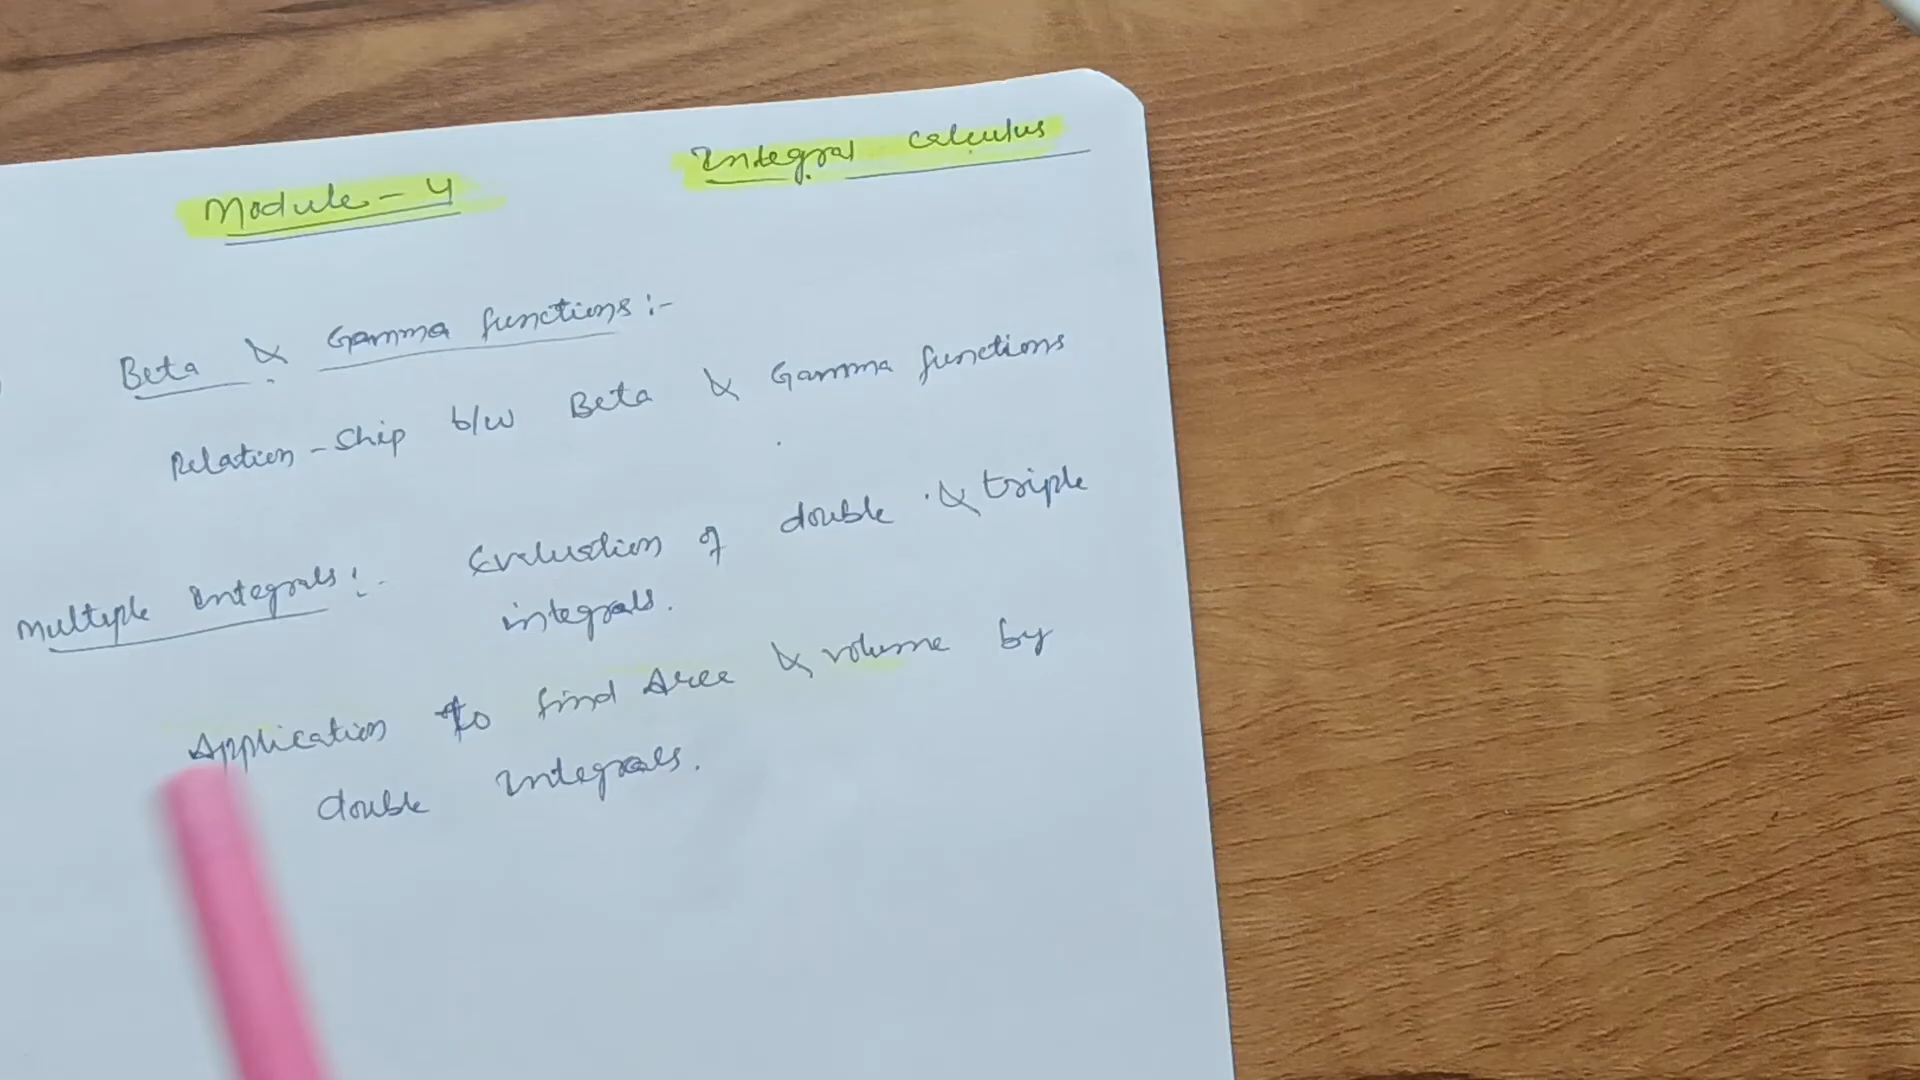 Module - 4 Integral calculus
Beta & Gamma functions :-
Relation-Ship b/w Beta & Gamma functions
Multiple Integrals :- Evaluation of double & triple
integrals.
Application to find Area & volume by
double Integrals.